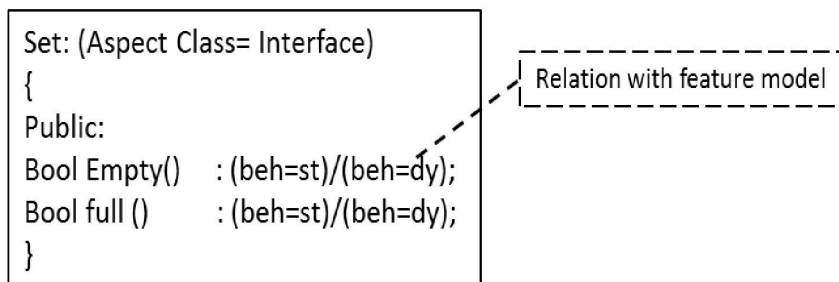 Set: (Aspect Class= Interface)
{
Public:
Bool Empty() : (beh=st)/(beh=dy);
Bool full () : (beh=st)/(beh=dy);
}
Relation with feature model